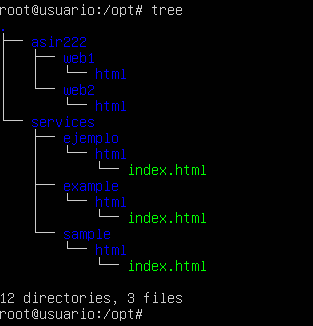 root@usuario:/opt# tree
.
├── asir222
│   ├── web1
│   │   └── html
│   └── web2
│       └── html
└── services
    ├── ejemplo
    │   └── html
    │       └── index.html
    ├── example
    │   └── html
    │       └── index.html
    └── sample
        └── html
            └── index.html

12 directories, 3 files
root@usuario:/opt#